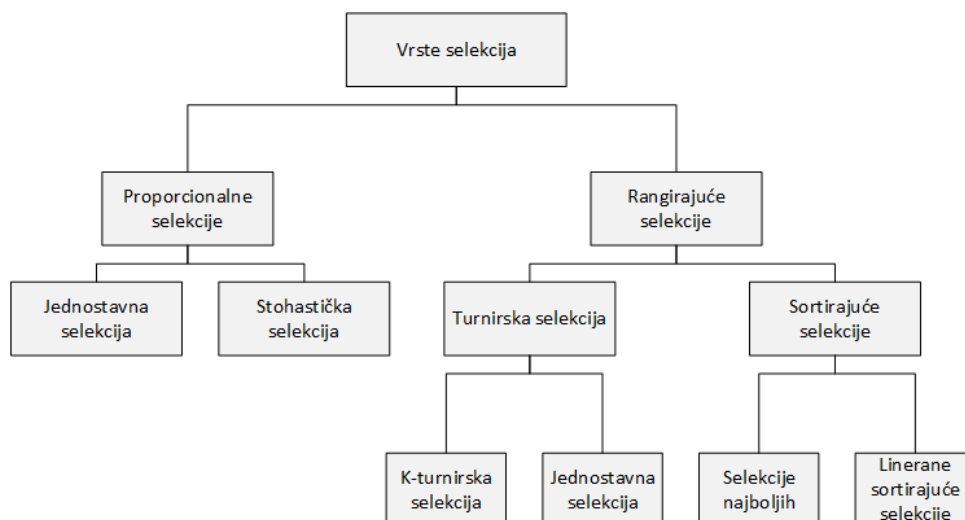 Vrste selekcija
Proporcionalne
selekcije
Rangirajuće
selekcije
Jednostavna
selekcija
Stohastička
selekcija
Turnirska selekcija
Sortirajuće
selekcije
K-turnirska
selekcija
Jednostavna
selekcija
Selekcije
najboljih
Linerane
sortirajuće
selekcije